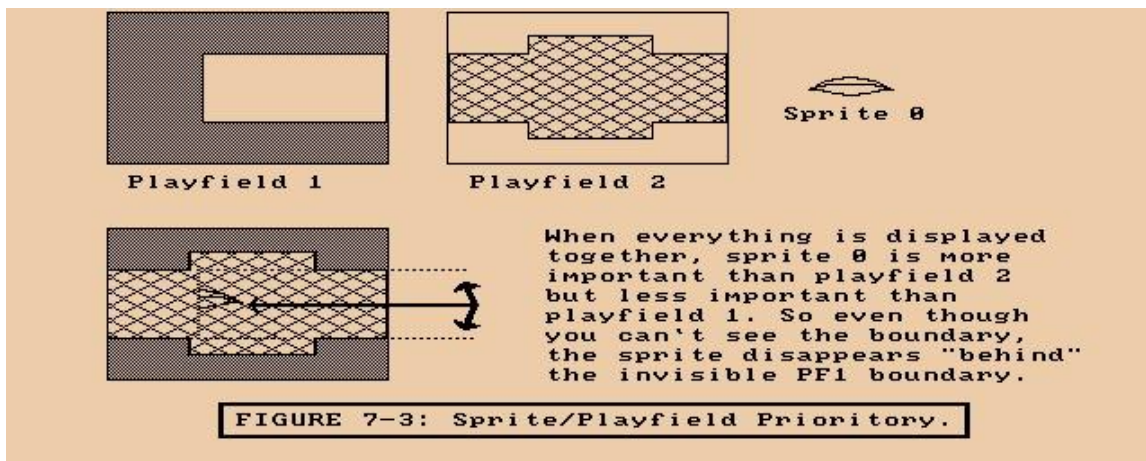 Playfield 1
Playfield 2
Sprite 0
When everything is displayed
together, sprite 0 is more
important than playfield 2
but less important than
playfield 1. So even though
you can't see the boundary,
the sprite disappears "behind"
the invisible PF1 boundary.
FIGURE 7-3: Sprite/Playfield Prioritory.